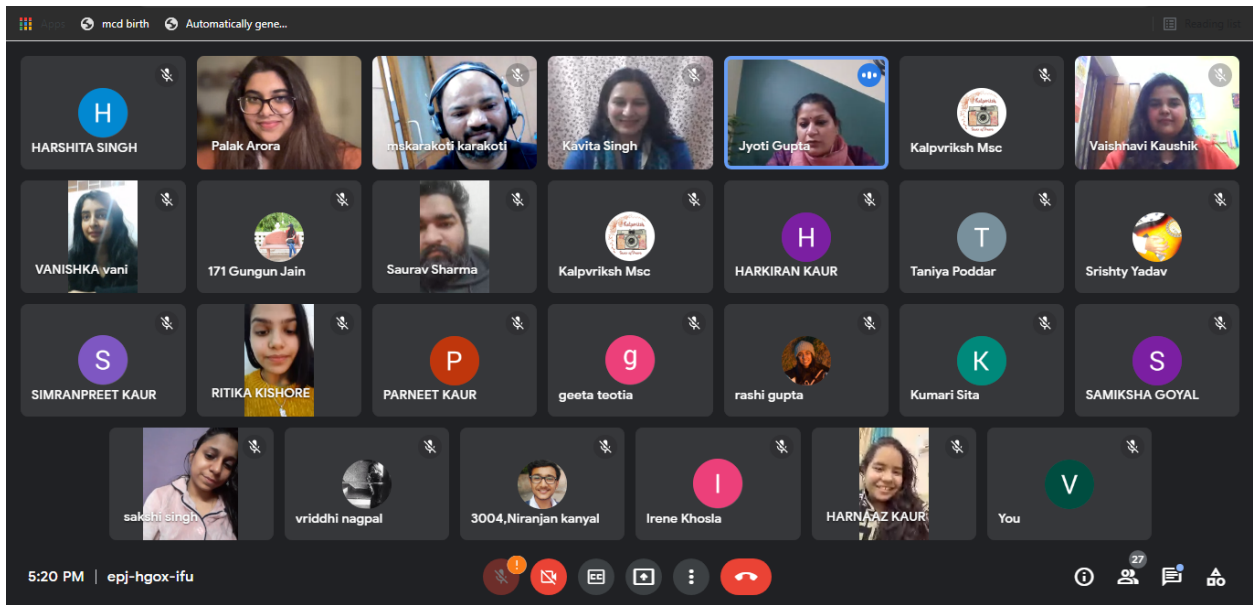 Apps mcd birth Automatically gene... Reading list
H
HARSHITA SINGH
Palak Arora
mskarakoti karakoti
Kavita Singh
Jyoti Gupta
Kalpvriksh Msc
Vaishnavi Kaushik
VANISHKA vani
171 Gungun Jain
Saurav Sharma
Kalpvriksh Msc
H
HARKIRAN KAUR
T
Taniya Poddar
Srishty Yadav
S
SIMRANPREET KAUR
RITIKA KISHORE
P
PARNEET KAUR
g
geeta teotia
rashi gupta
K
Kumari Sita
S
SAMIKSHA GOYAL
sakshi singh
vriddhi nagpal
3004,Niranjan kanyal
I
Irene Khosla
HARNAAZ KAUR
V
You
5:20 PM | epj-hgox-ifu
!
CC
27